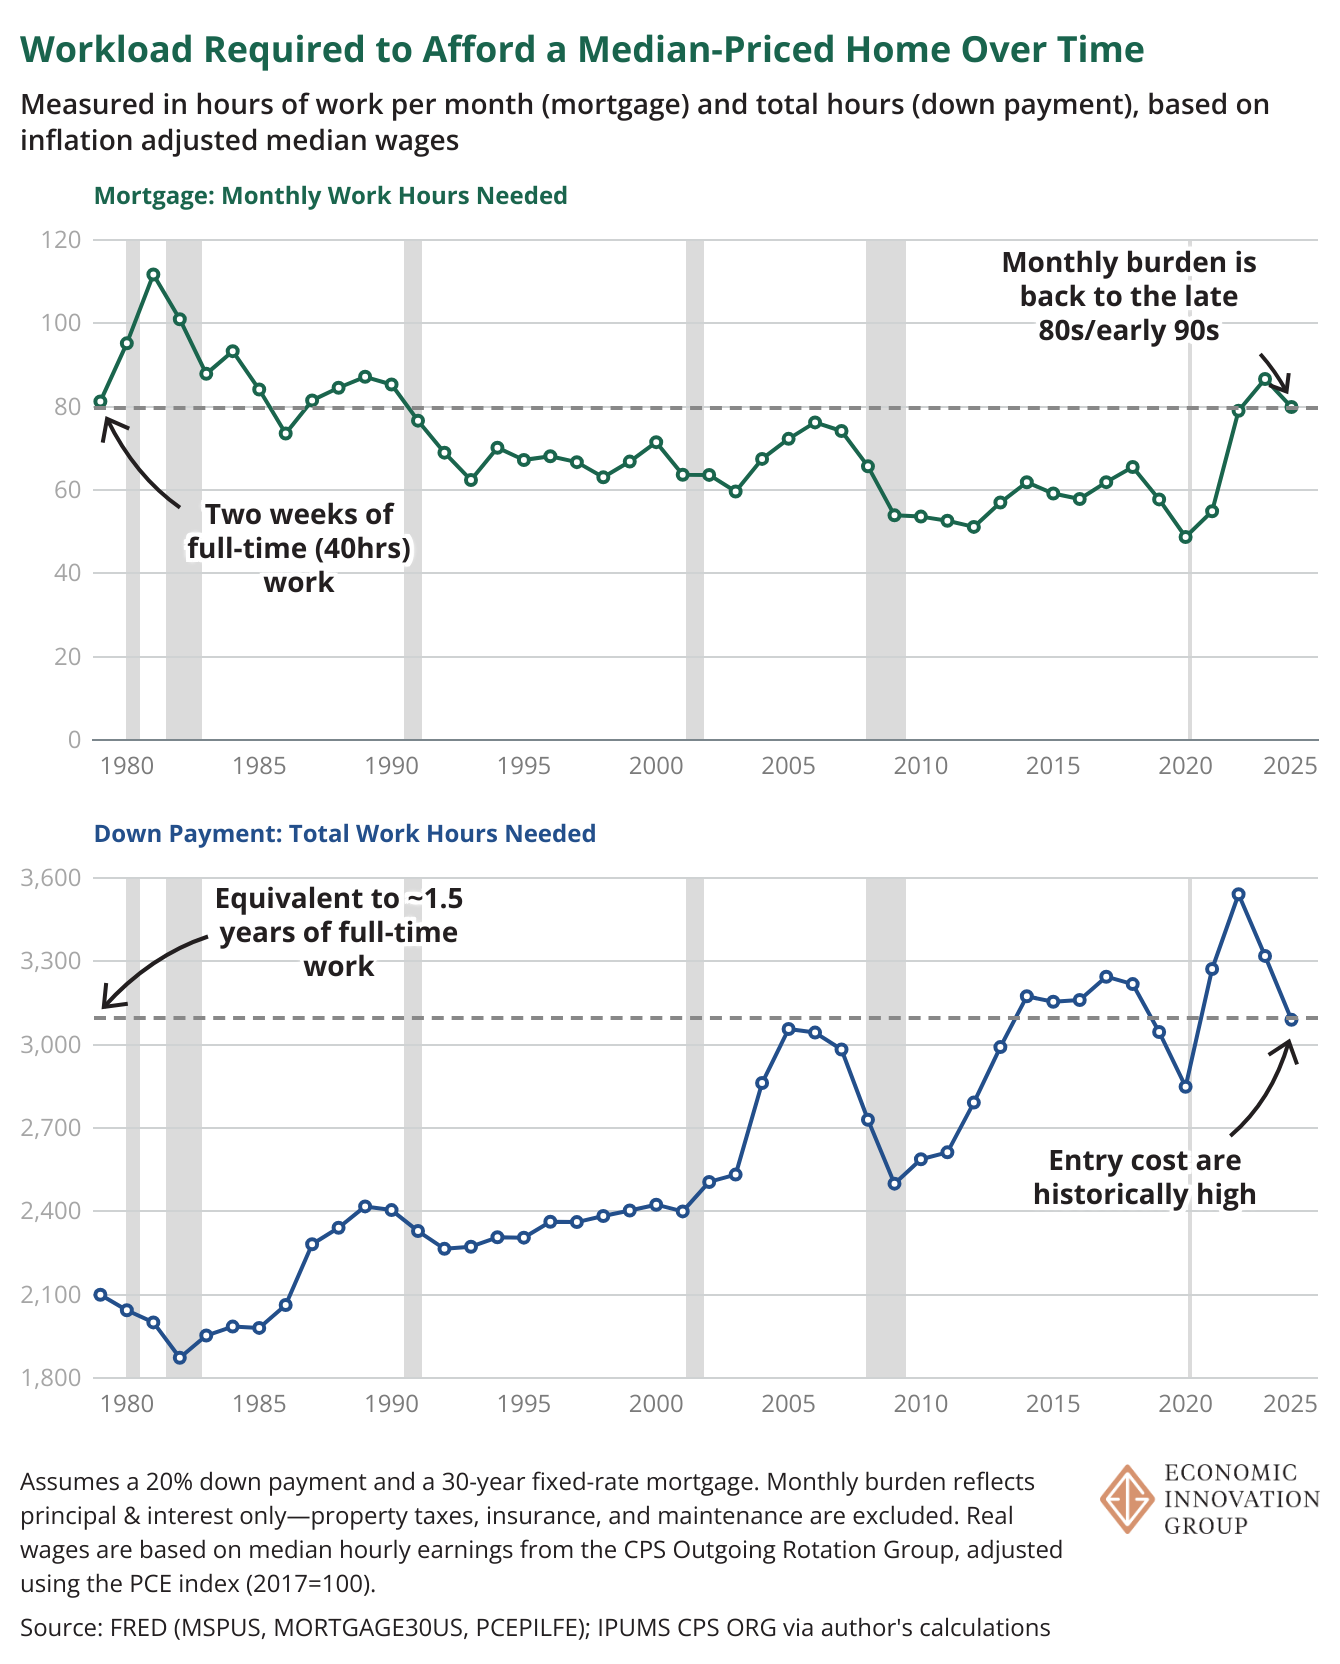 Workload Required to Afford a Median-Priced Home Over Time
Measured in hours of work per month (mortgage) and total hours (down payment), based on
inflation adjusted median wages
Mortgage: Monthly Work Hours Needed
120
100
80
60
40
20
0
Monthly burden is
back to the late
80s/early 90s
Two weeks of
full-time (40hrs)
work
1980 1985 1990 1995 2000 2005 2010 2015 2020 2025
Down Payment: Total Work Hours Needed
3,600
3,300
3,000
2,700
2,400
2,100
1,800
Equivalent to ~1.5
years of full-time
work
Entry cost are
historically high
1980 1985 1990 1995 2000 2005 2010 2015 2020 2025
Assumes a 20% down payment and a 30-year fixed-rate mortgage. Monthly burden reflects
principal & interest only—property taxes, insurance, and maintenance are excluded. Real
wages are based on median hourly earnings from the CPS Outgoing Rotation Group, adjusted
using the PCE index (2017=100).
Source: FRED (MSPUS, MORTGAGE30US, PCEPILFE); IPUMS CPS ORG via author's calculations
ECONOMIC
INNOVATION
GROUP